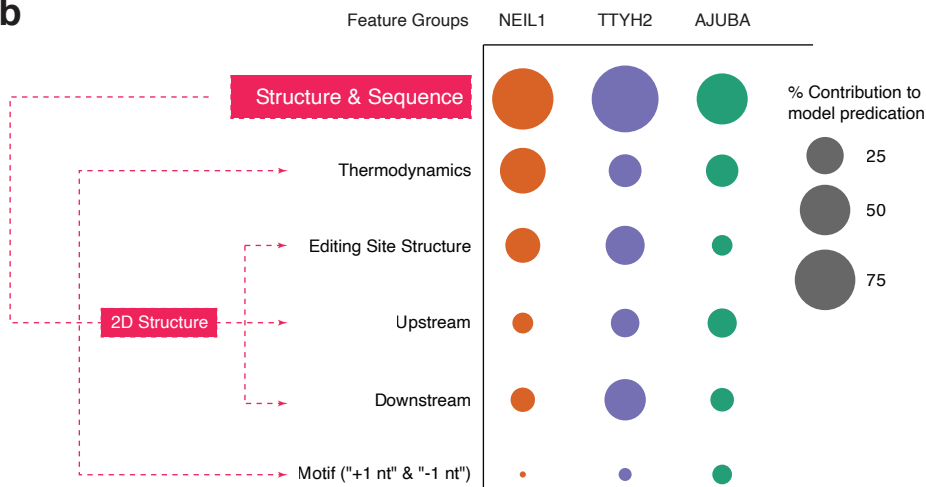 b
Feature Groups NEIL1 TTYH2 AJUBA
Structure & Sequence
% Contribution to
model predication
Thermodynamics
25
50
Editing Site Structure
75
2D Structure
Upstream
Downstream
Motif ("+1 nt" & "-1 nt")